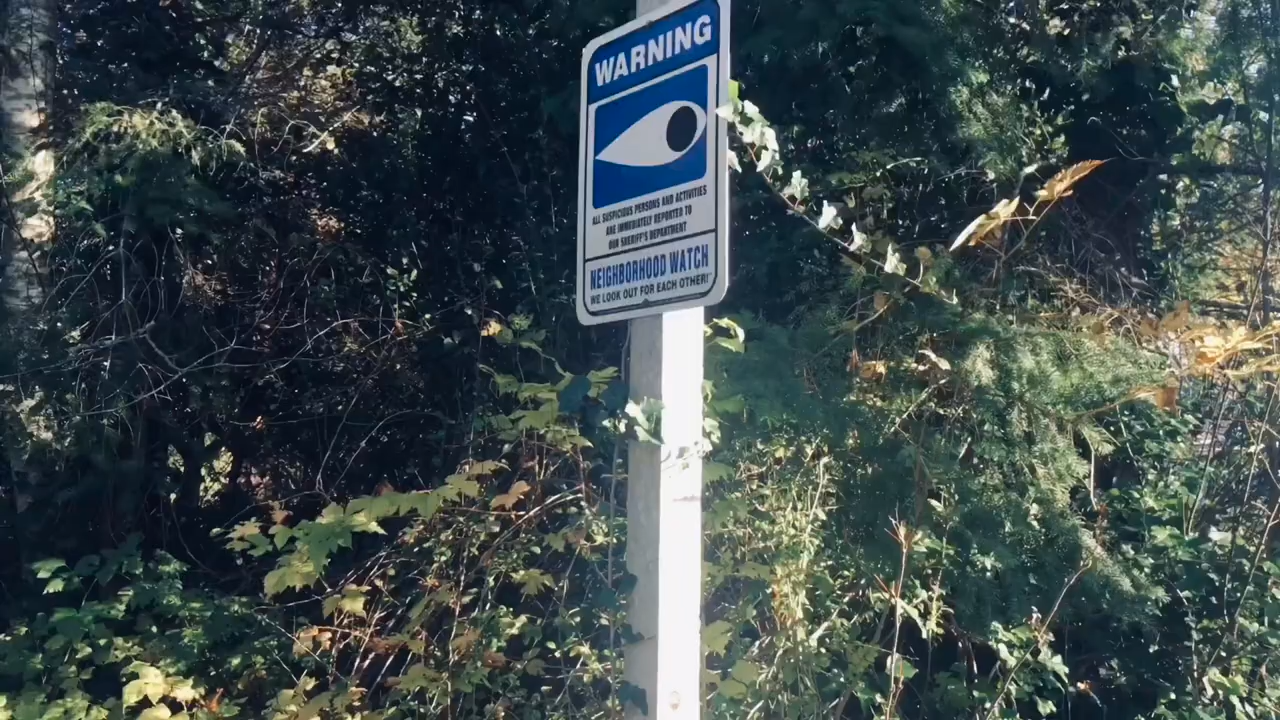 WARNING
ALL SUSPICIOUS PERSONS AND ACTIVITIES
ARE IMMEDIATELY REPORTED TO
OUR SHERIFF'S DEPARTMENT
NEIGHBORHOOD WATCH
WE LOOK OUT FOR EACH OTHER!